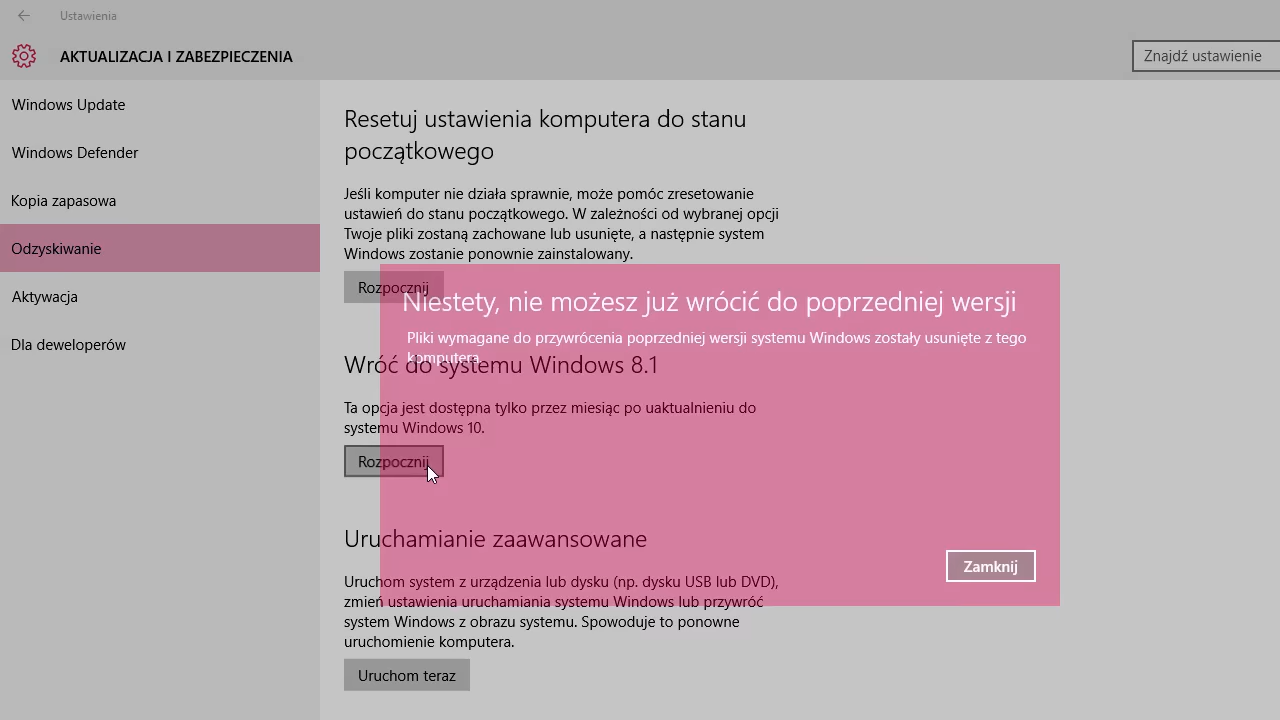 Ustawienia
AKTUALIZACJA I ZABEZPIECZENIA
Znajdź ustawienie
Windows Update
Windows Defender
Kopia zapasowa
Odzyskiwanie
Aktywacja
Dla deweloperów
Resetuj ustawienia komputera do stanu
początkowego
Jeśli komputer nie działa sprawnie, może pomóc zresetowanie
ustawień do stanu początkowego. W zależności od wybranej opcji
Twoje pliki zostaną zachowane lub usunięte, a następnie system
Windows zostanie ponownie zainstalowany.
Rozpocznij
Niestety, nie możesz już wrócić do poprzedniej wersji
Pliki wymagane do przywrócenia poprzedniej wersji systemu Windows zostały usunięte z tego
komputera.
Zamknij
Wróć do systemu Windows 8.1
Ta opcja jest dostępna tylko przez miesiąc po uaktualnieniu do
systemu Windows 10.
Rozpocznij
Uruchamianie zaawansowane
Uruchom system z urządzenia lub dysku (np. dysku USB lub DVD),
zmień ustawienia uruchamiania systemu Windows lub przywróć
system Windows z obrazu systemu. Spowoduje to ponowne
uruchomienie komputera.
Uruchom teraz